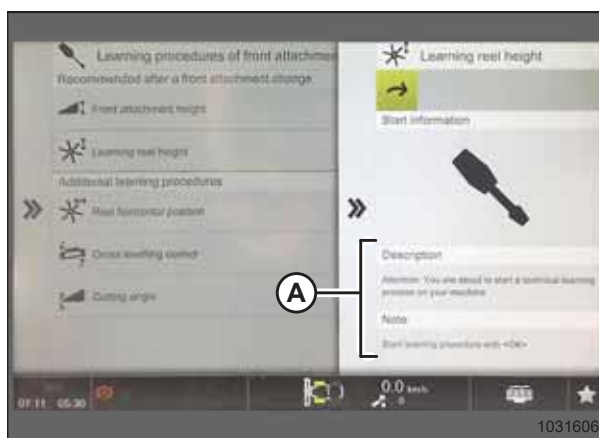 Learning procedures of front attachmen
Recommended after a front attachment change
Front attachment height
Learning reel height
Additional learning procedures
Reel horizontal position
Cross levelling control
Cutting angle
Learning reel height
Start information
Description
Attention: You are about to start a technical learning
process on your machine
Note
Start learning procedure with <OK>
A
07:11 05:30
0.0 km/h
1031606